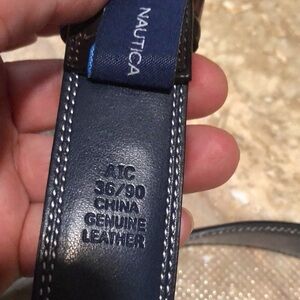 NAUTICA
AIC
36/90
CHINA
GENUINE
LEATHER